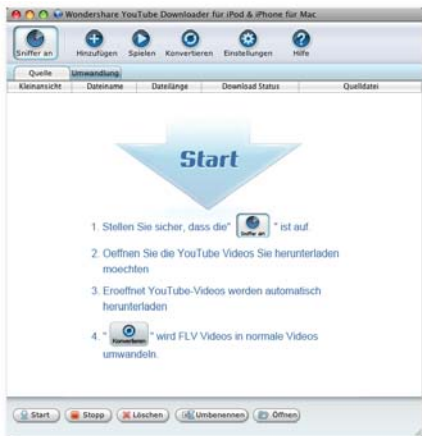 Wondershare YouTube Downloader für iPod & iPhone für Mac
Sniffer an Hinzufügen Spielen Konvertieren Einstellungen Hilfe
Quelle Umwandlung
Kleinansicht Dateiname Dateilänge Download Status Quelldatei
Start
1. Stellen Sie sicher, dass die" Sniffer an " ist auf.
2. Oeffnen Sie die YouTube Videos Sie herunterladen
moechten
3. Eroeffnet YouTube-Videos werden automatisch
herunterladen
4. " Konvertieren " wird FLV Videos in normale Videos
umwandeln.
Start Stopp Löschen Umbenennen Öffnen